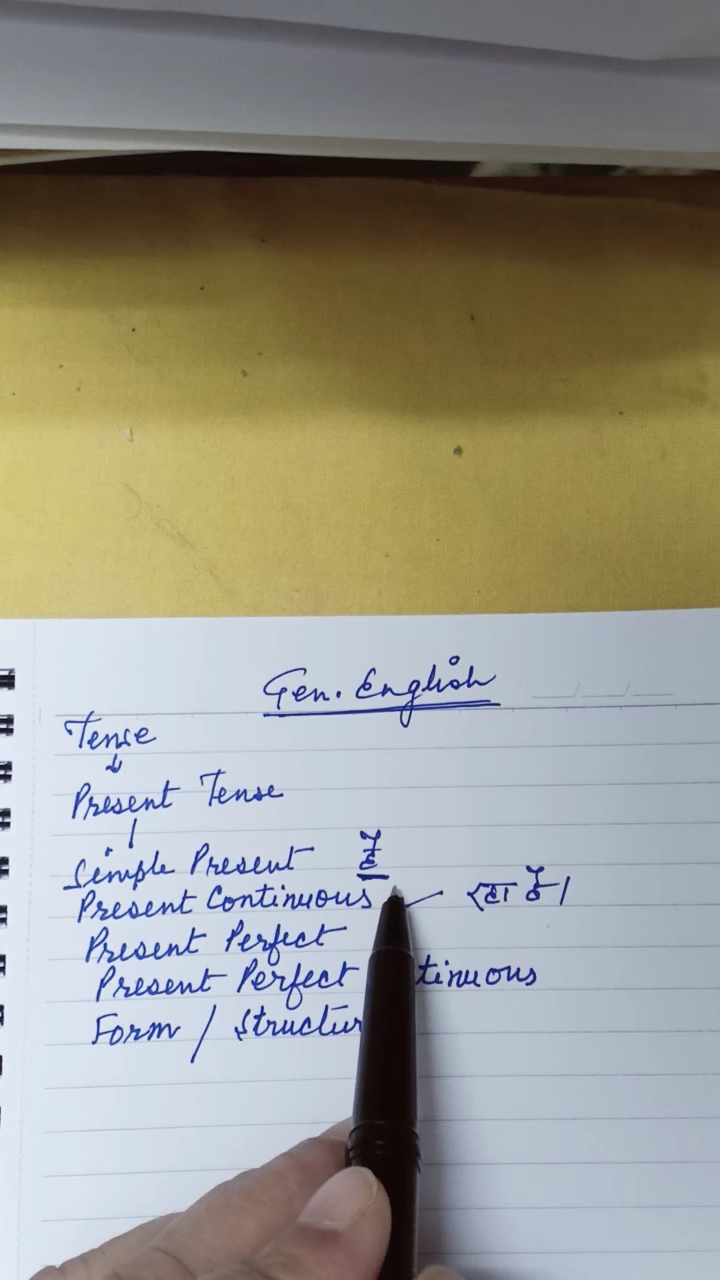 Gen. English
Tense
Present Tense
Simple Present है
Present Continuous रहा है।
Present Perfect
Present Perfect tinuous
Form / Structur